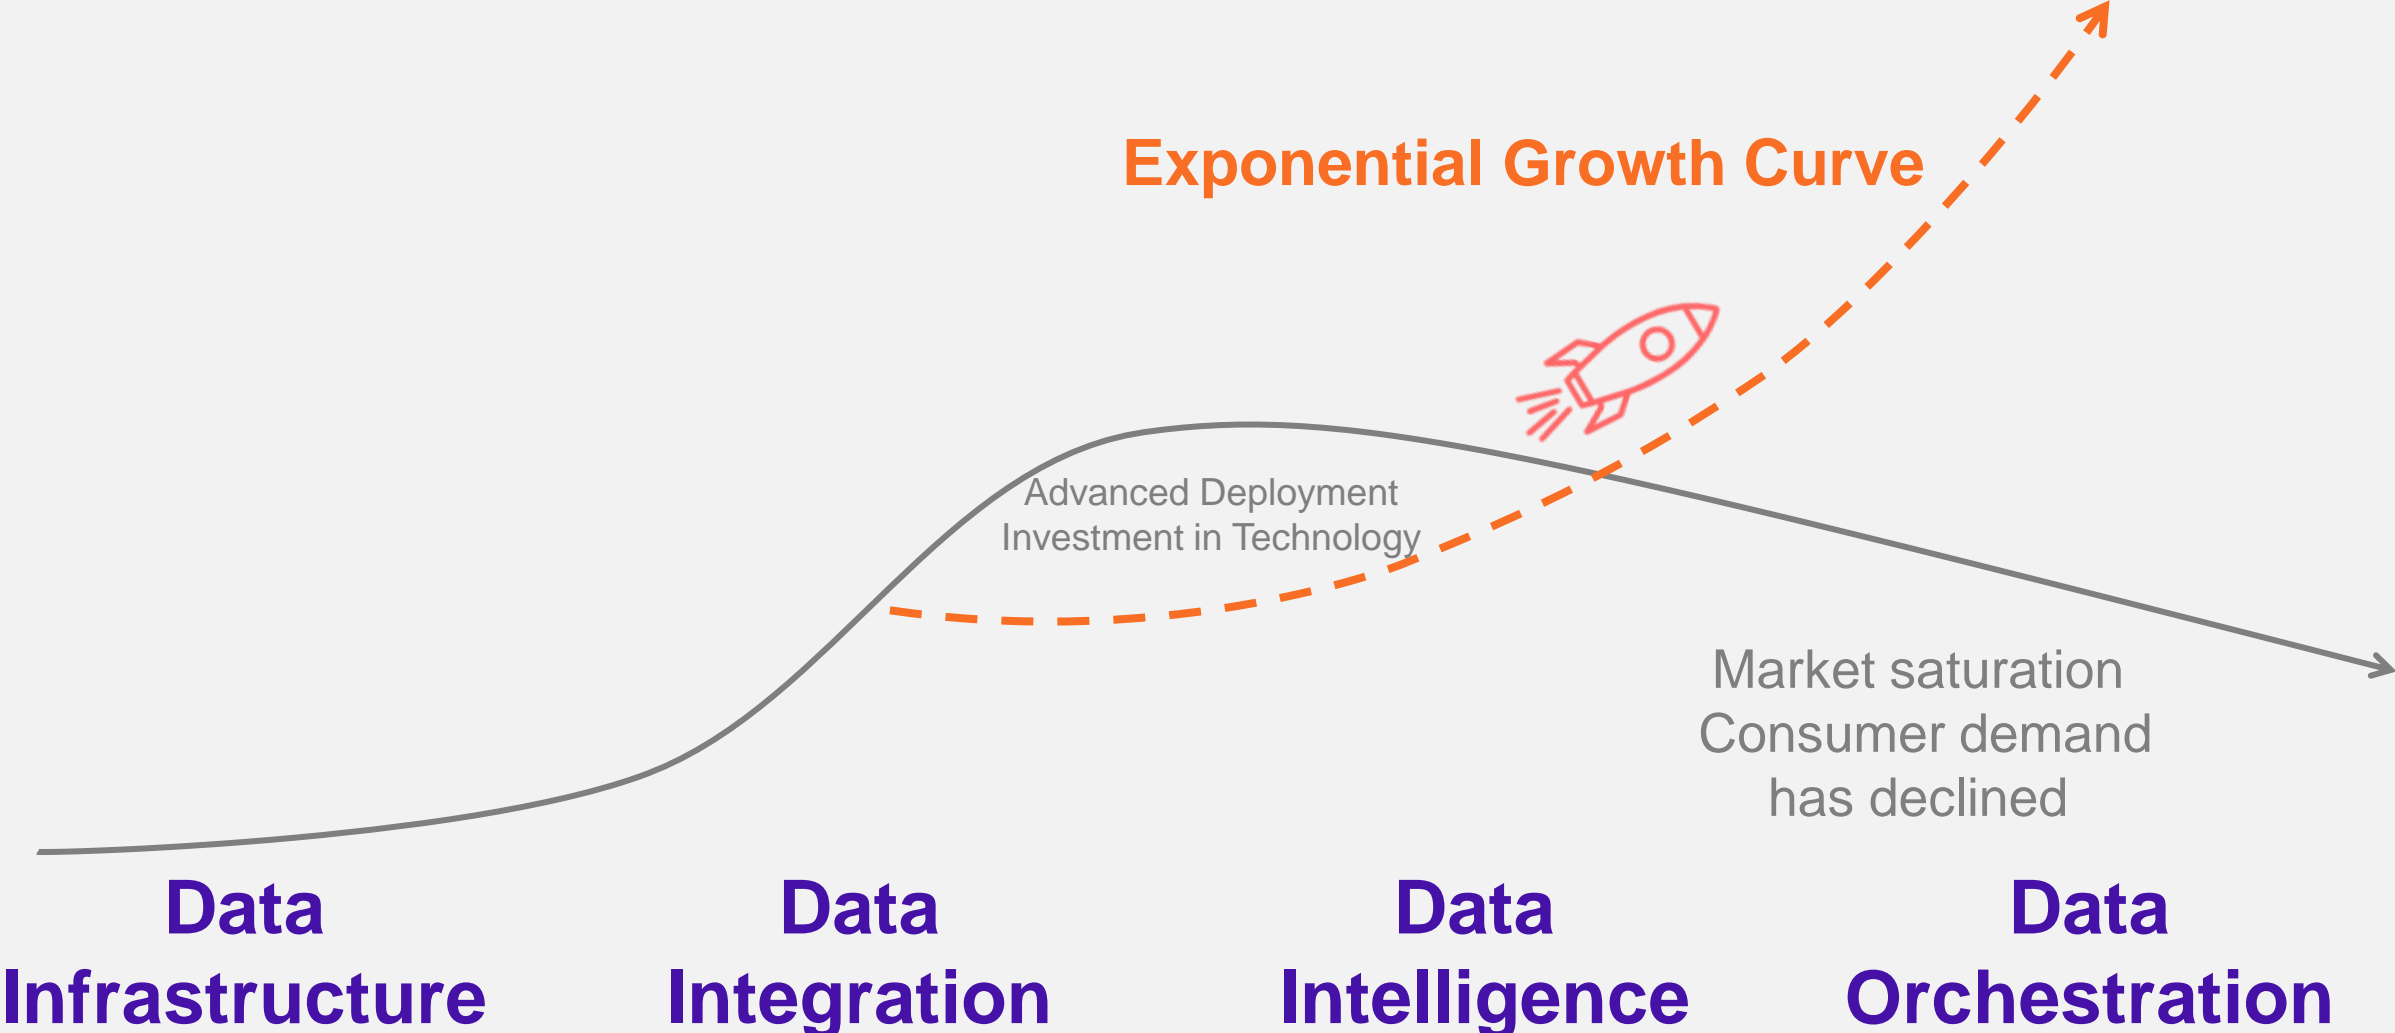 Exponential Growth Curve
Advanced Deployment
Investment in Technology
Market saturation
Consumer demand
has declined
Data
Infrastructure
Data
Integration
Data
Intelligence
Data
Orchestration